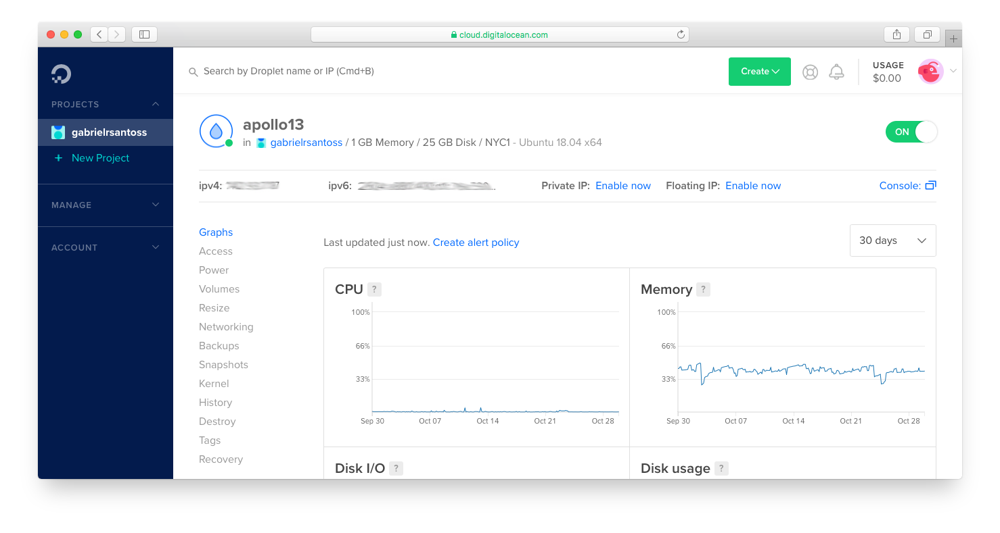 cloud.digitalocean.com
Search by Droplet name or IP (Cmd+B)
Create
USAGE
$0.00
PROJECTS
gabrielrsantoss
+ New Project
MANAGE
ACCOUNT
apollo13
in gabrielrsantoss / 1 GB Memory / 25 GB Disk / NYC1 - Ubuntu 18.04 x64
ON
ipv4: ipv6: Private IP: Enable now Floating IP: Enable now Console:
Graphs
Access
Power
Volumes
Resize
Networking
Backups
Snapshots
Kernel
History
Destroy
Tags
Recovery
Last updated just now. Create alert policy
30 days
CPU ?
100%
66%
33%
Sep 30 Oct 07 Oct 14 Oct 21 Oct 28
Memory ?
100%
66%
33%
Sep 30 Oct 07 Oct 14 Oct 21 Oct 28
Disk I/O ?
Disk usage ?